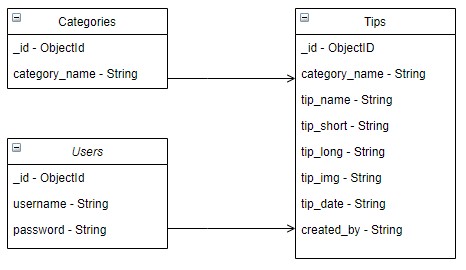 Categories
_id - ObjectId
category_name - String
Users
_id - ObjectId
username - String
password - String
Tips
_id - ObjectID
category_name - String
tip_name - String
tip_short - String
tip_long - String
tip_img - String
tip_date - String
created_by - String